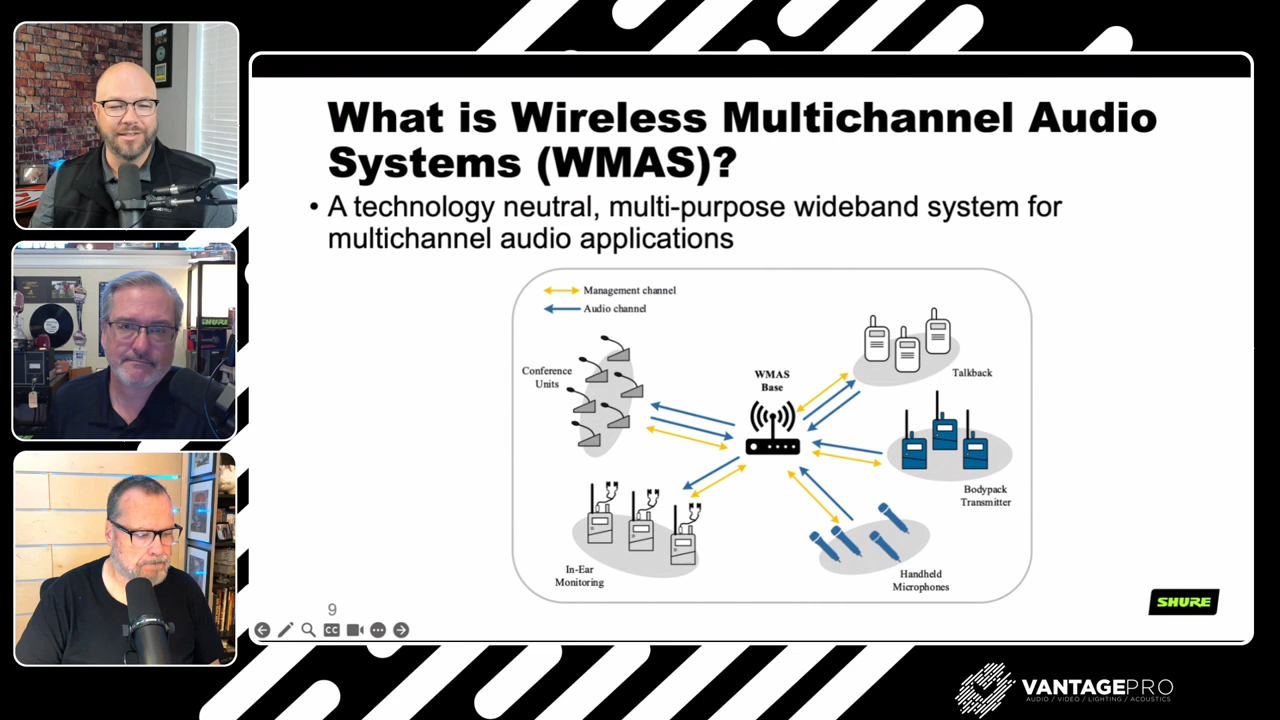 What is Wireless Multichannel Audio
Systems (WMAS)?
• A technology neutral, multi-purpose wideband system for
multichannel audio applications
Management channel
Audio channel
Conference
Units
WMAS
Base
Talkback
Bodypack
Transmitter
In-Ear
Monitoring
Handheld
Microphones
SHURE
9
CC
SHURE
VANTAGEPRO
AUDIO / VIDEO / LIGHTING / ACOUSTICS